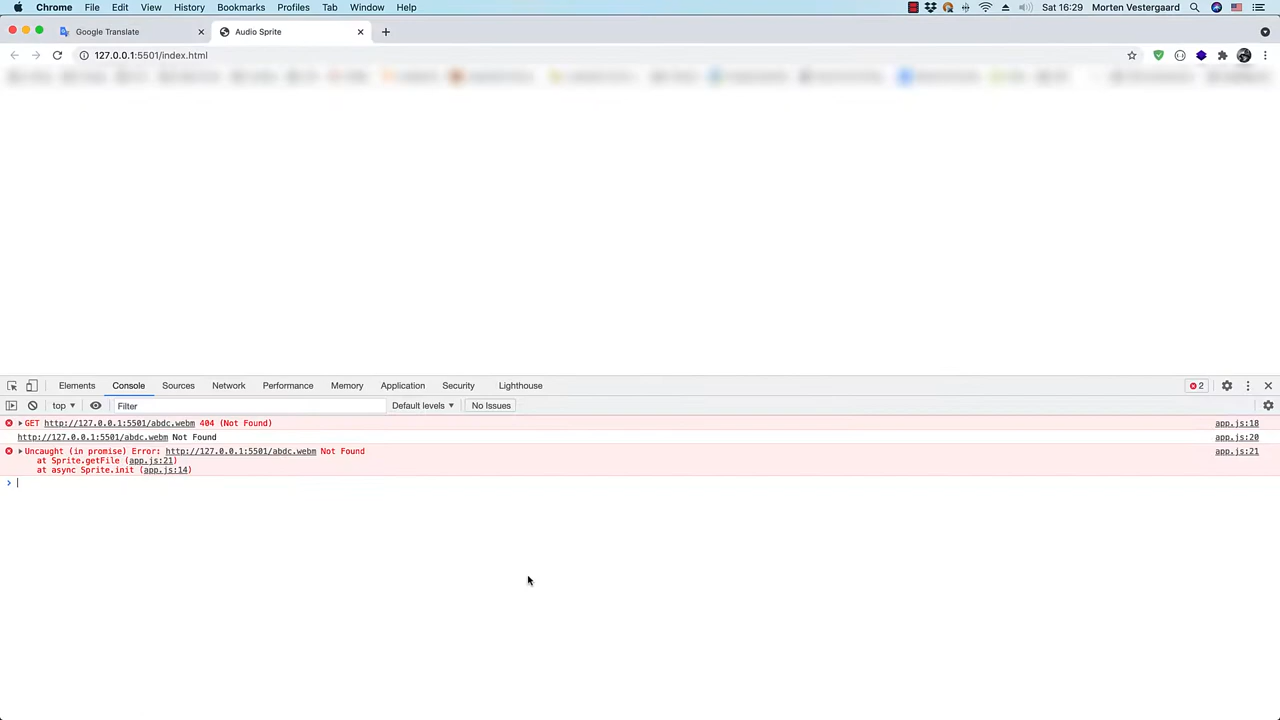 Chrome File Edit View History Bookmarks Profiles Tab Window Help Sat 16:29 Morten Vestergaard
Google Translate Audio Sprite
127.0.0.1:5501/index.html
Elements Console Sources Network Performance Memory Application Security Lighthouse 2
top Filter Default levels No Issues
GET http://127.0.0.1:5501/abdc.webm 404 (Not Found) app.js:18
http://127.0.0.1:5501/abdc.webm Not Found app.js:20
Uncaught (in promise) Error: http://127.0.0.1:5501/abdc.webm Not Found app.js:21
at Sprite.getFile (app.js:21)
at async Sprite.init (app.js:14)